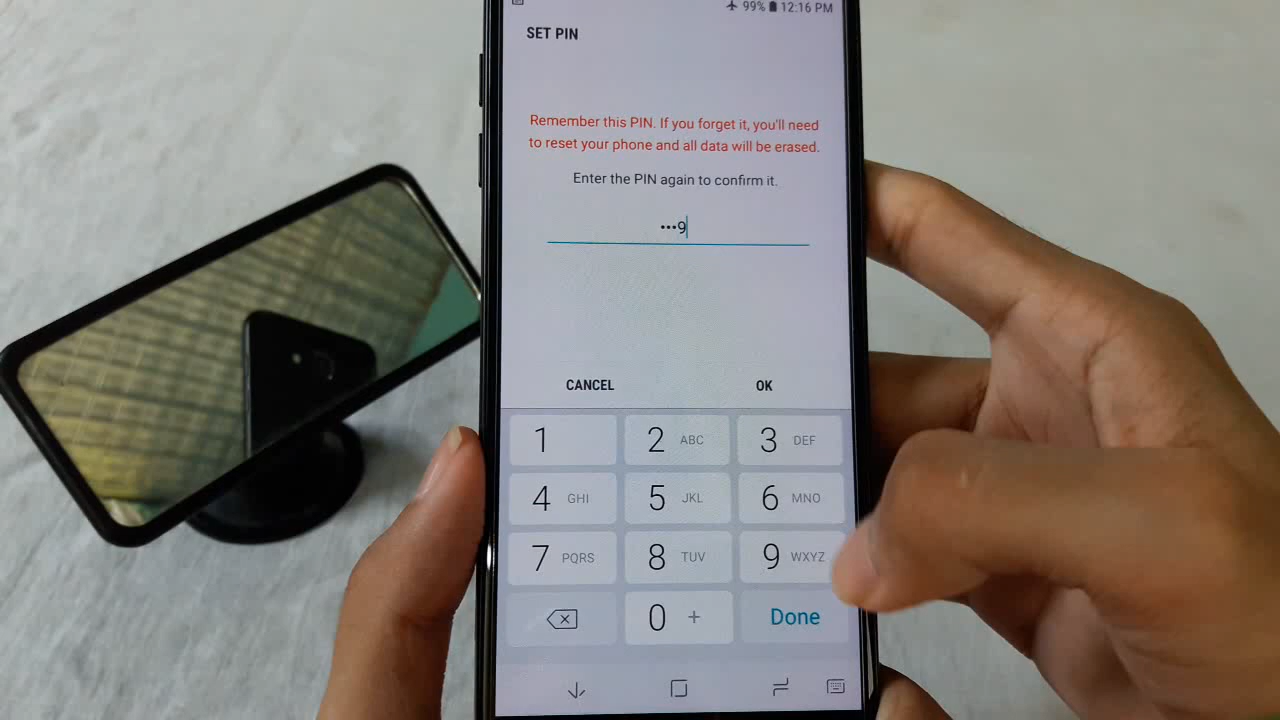 99% 12:16 PM
SET PIN
Remember this PIN. If you forget it, you'll need
to reset your phone and all data will be erased.
Enter the PIN again to confirm it.
•••9
CANCEL OK
1 2 ABC 3 DEF
4 GHI 5 JKL 6 MNO
7 PQRS 8 TUV 9 WXYZ
0 + Done